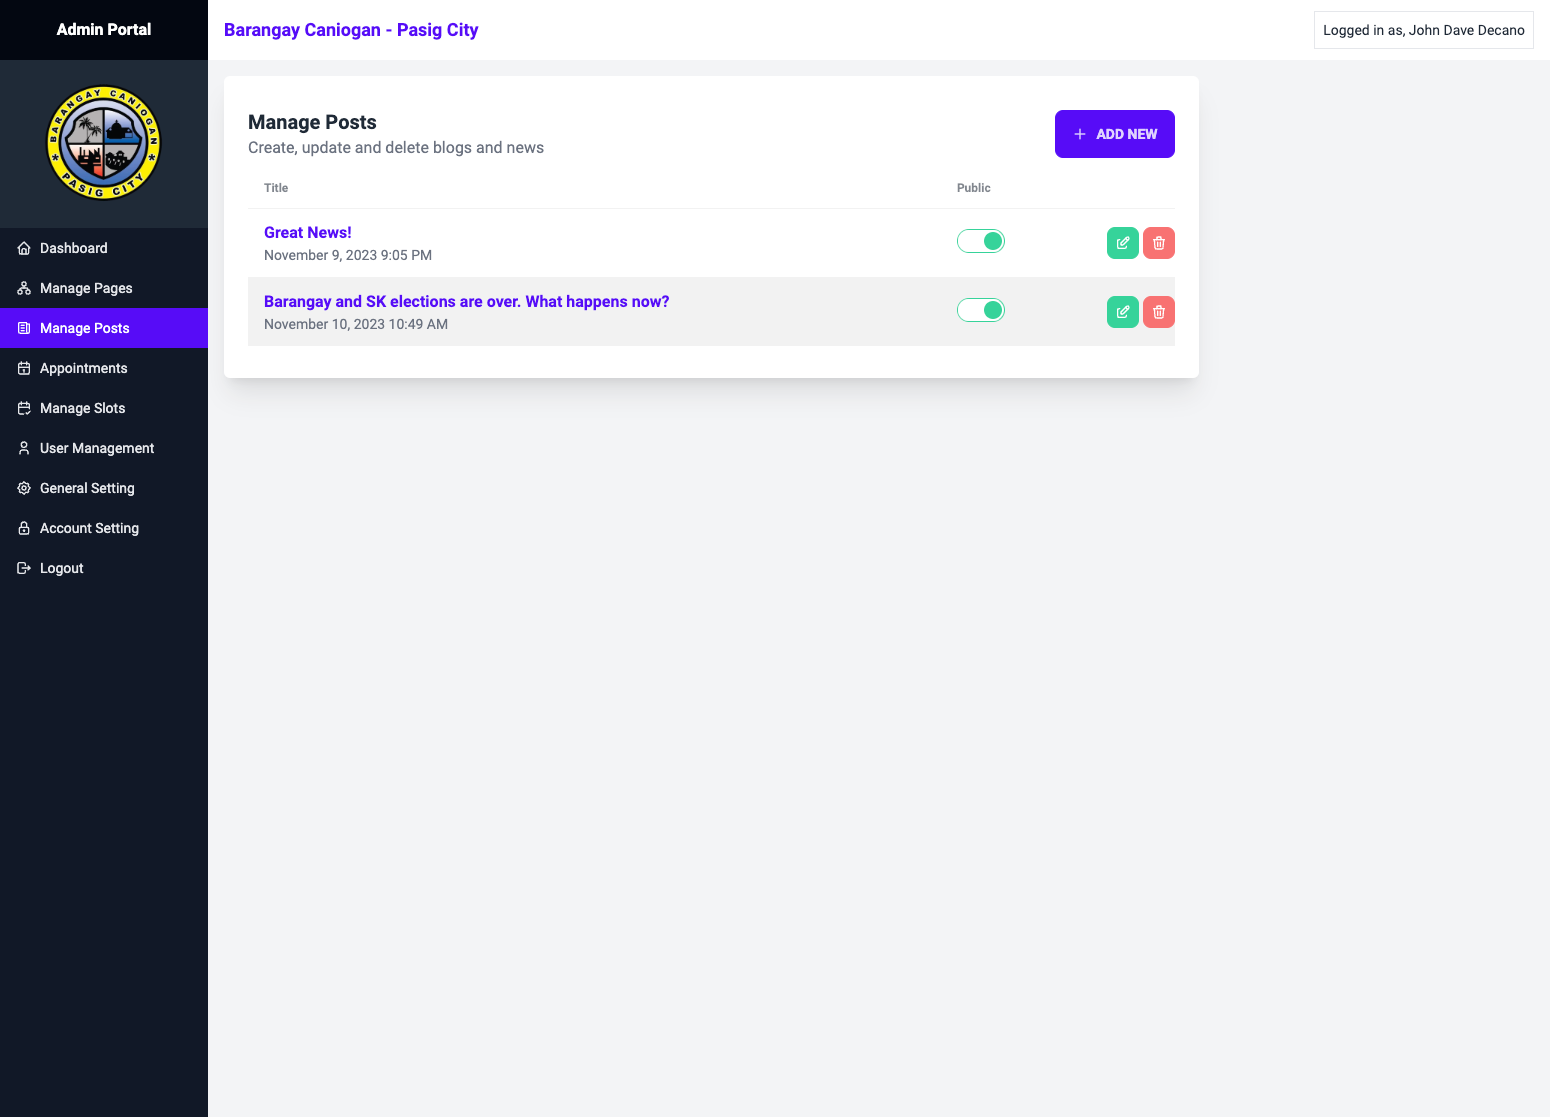 Admin Portal
Barangay Caniogan - Pasig City
Logged in as, John Dave Decano
BARANGAY CANIOGAN
PASIG CITY
Dashboard
Manage Pages
Manage Posts
Appointments
Manage Slots
User Management
General Setting
Account Setting
Logout
Manage Posts
Create, update and delete blogs and news
ADD NEW
Title
Public
Great News!
November 9, 2023 9:05 PM
Barangay and SK elections are over. What happens now?
November 10, 2023 10:49 AM